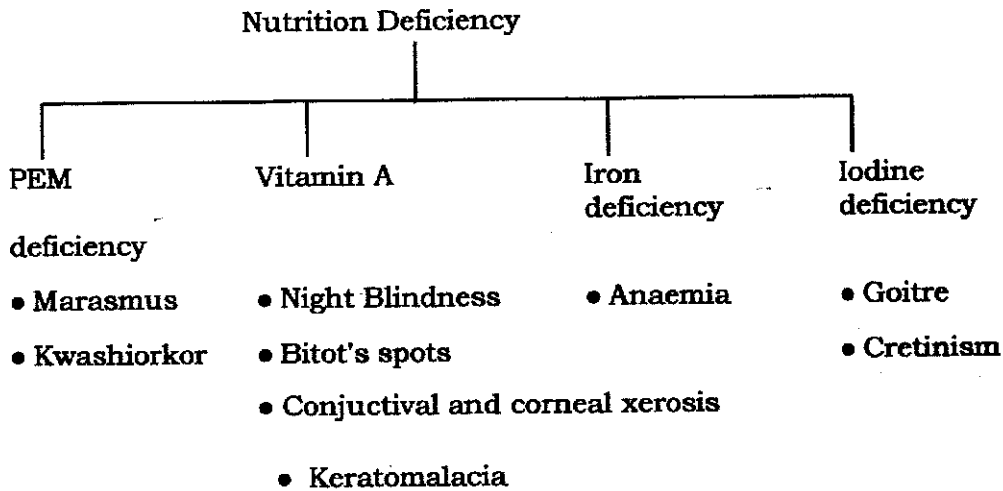 Nutrition Deficiency
PEM Vitamin A Iron Iodine
deficiency deficiency
deficiency
• Marasmus • Night Blindness • Anaemia • Goitre
• Kwashiorkor • Bitot's spots • Cretinism
• Conjuctival and corneal xerosis
• Keratomalacia